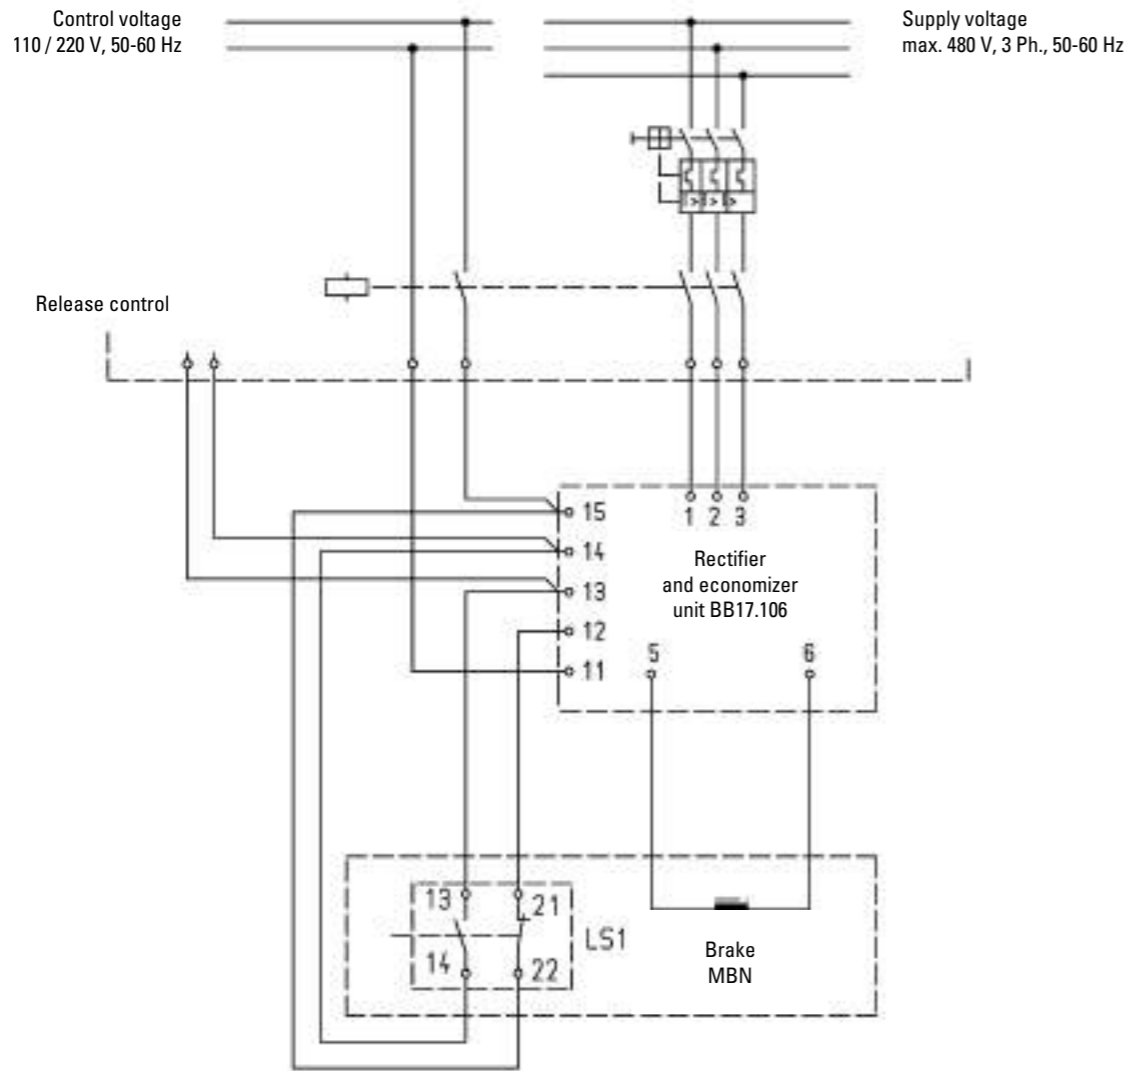 Control voltage
110 / 220 V, 50-60 Hz
Supply voltage
max. 480 V, 3 Ph., 50-60 Hz
I> I> I>
Release control
15
14
13
12
11
1 2 3
Rectifier
and economizer
unit BB17.106
5 6
13 21
LS1
14 22
Brake
MBN